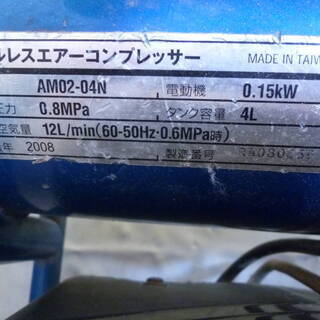 ルレスエアーコンプレッサー MADE IN TAIW
AM02-04N 電動機 0.15kW
圧力 0.8MPa タンク容量 4L
空気量 12L/min(60-50Hz·0.6MPa時)
年 2008 製造番号